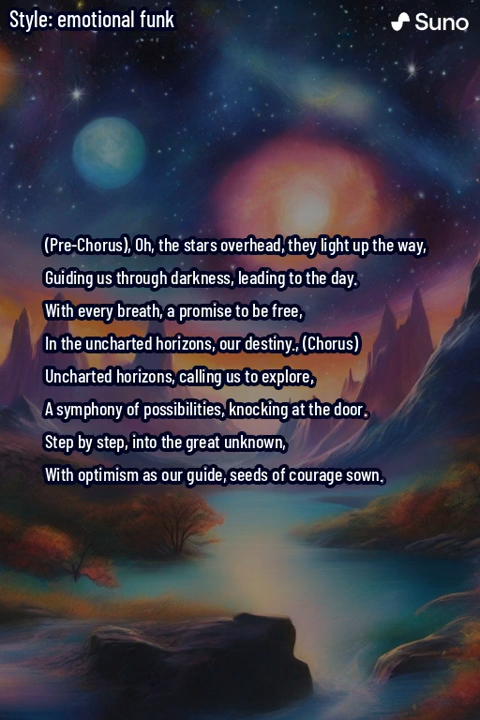 Style: emotional funk
Suno
(Pre-Chorus), Oh, the stars overhead, they light up the way,
Guiding us through darkness, leading to the day.
With every breath, a promise to be free,
In the uncharted horizons, our destiny., (Chorus)
Uncharted horizons, calling us to explore,
A symphony of possibilities, knocking at the door.
Step by step, into the great unknown,
With optimism as our guide, seeds of courage sown.